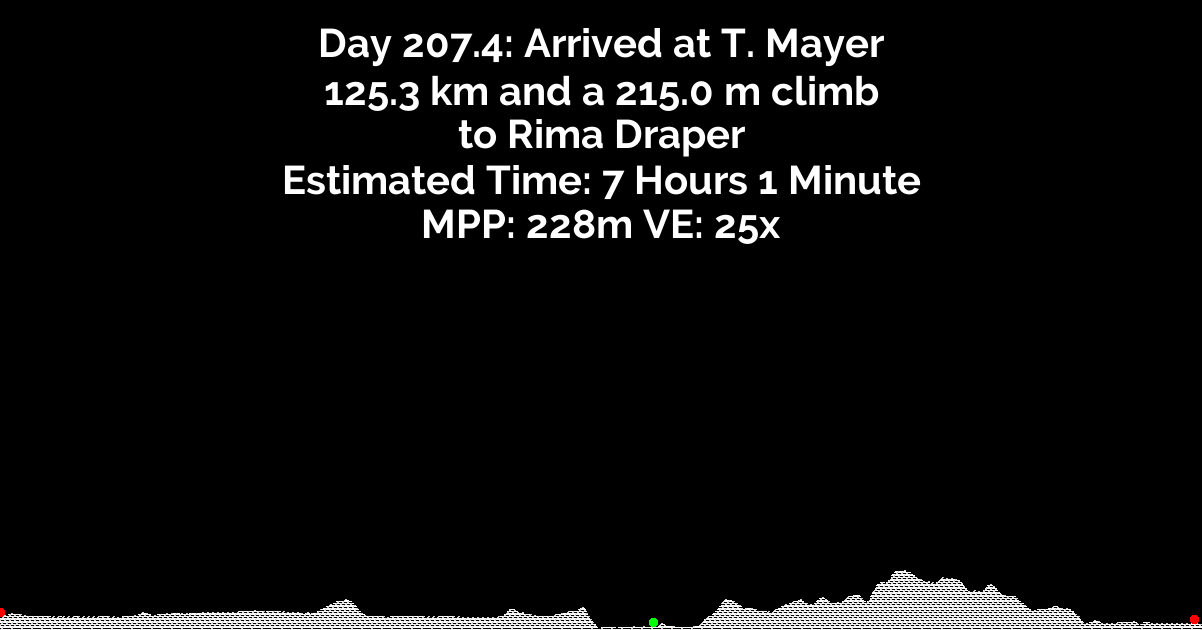 Day 207.4: Arrived at T. Mayer
125.3 km and a 215.0 m climb
to Rima Draper
Estimated Time: 7 Hours 1 Minute
MPP: 228m VE: 25x